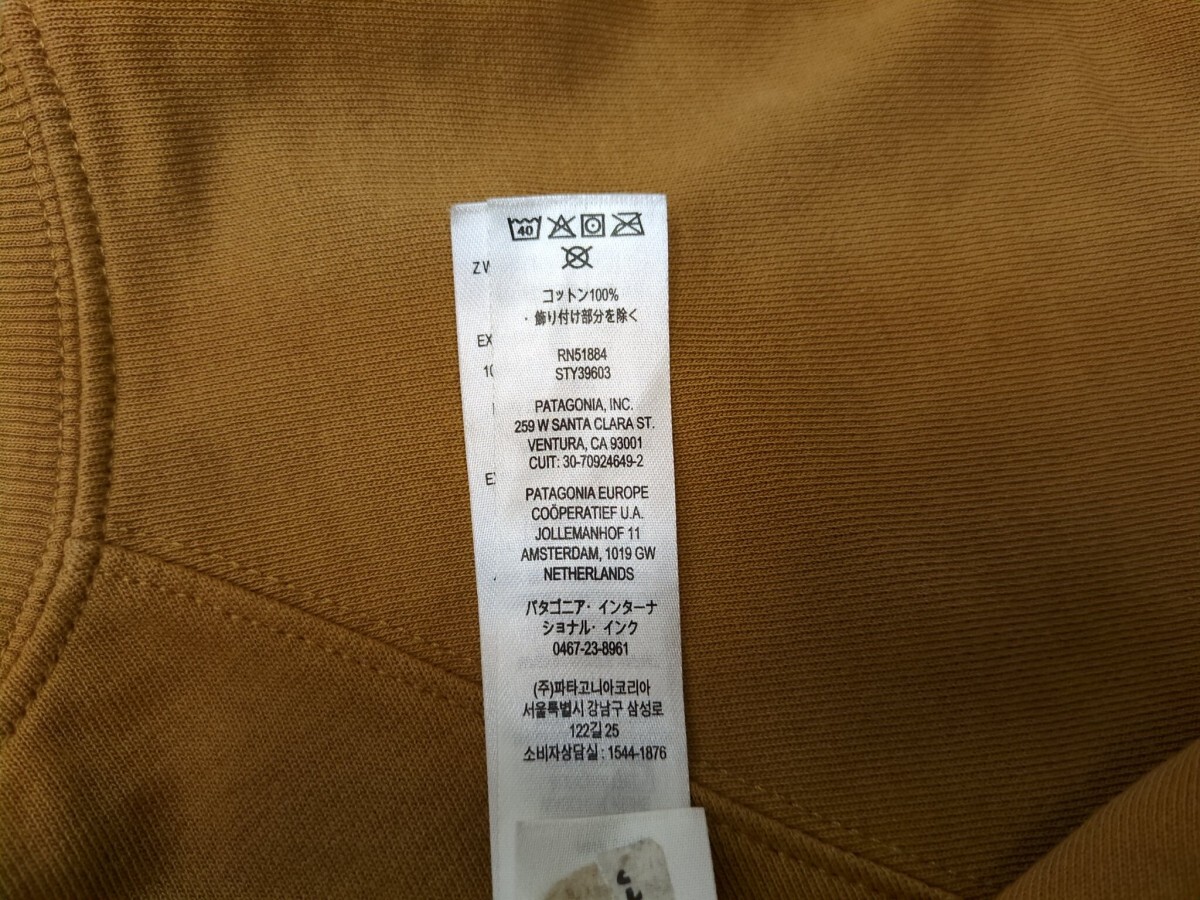 40
ZW
コットン100%
・飾り付け部分を除く
EX
10
RN51884
STY39603
PATAGONIA, INC.
259 W SANTA CLARA ST.
VENTURA, CA 93001
CUIT: 30-70924649-2
PATAGONIA EUROPE
COÖPERATIEF U.A.
JOLLEMANHOF 11
AMSTERDAM, 1019 GW
NETHERLANDS
パタゴニア・インターナ
ショナル・インク
0467-23-8961
(주)파타고니아코리아
서울특별시 강남구 삼성로
122길 25
소비자상담실 : 1544-1876